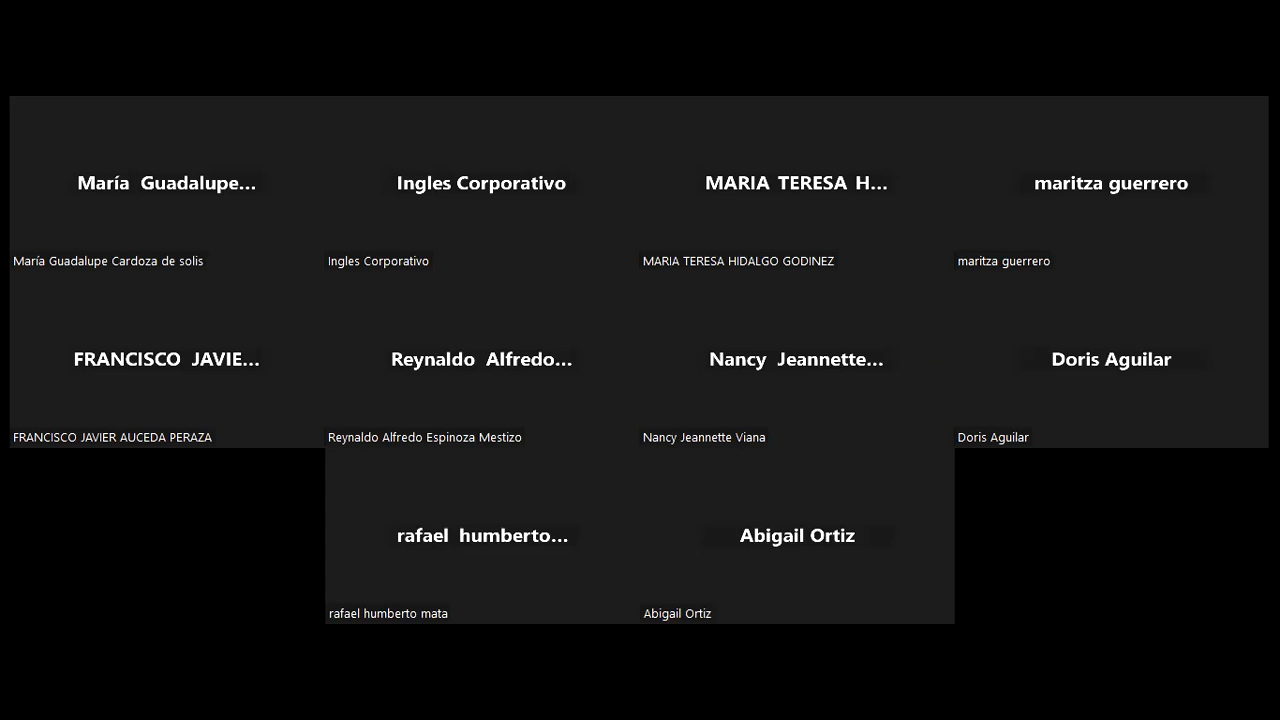 María Guadalupe...
Ingles Corporativo
MARIA TERESA H...
maritza guerrero
María Guadalupe Cardoza de solis
Ingles Corporativo
MARIA TERESA HIDALGO GODINEZ
maritza guerrero
FRANCISCO JAVIE...
Reynaldo Alfredo...
Nancy Jeannette...
Doris Aguilar
FRANCISCO JAVIER AUCEDA PERAZA
Reynaldo Alfredo Espinoza Mestizo
Nancy Jeannette Viana
Doris Aguilar
rafael humberto...
Abigail Ortiz
rafael humberto mata
Abigail Ortiz